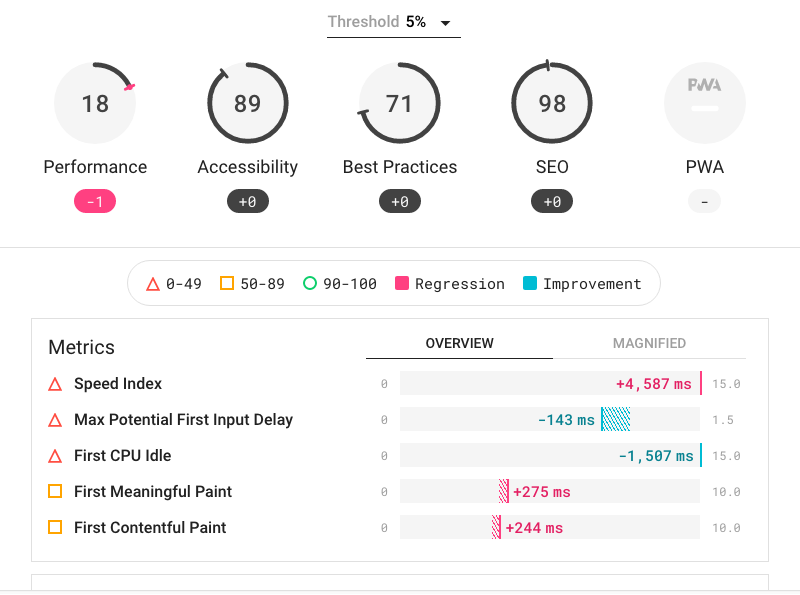 Threshold 5%
18 89 71 98 PWA
Performance Accessibility Best Practices SEO PWA
-1 +0 +0 +0 -
0-49 50-89 90-100 Regression Improvement
Metrics OVERVIEW MAGNIFIED
Speed Index 0 +4,587 ms 15.0
Max Potential First Input Delay 0 -143 ms 1.5
First CPU Idle 0 -1,507 ms 15.0
First Meaningful Paint 0 +275 ms 10.0
First Contentful Paint 0 +244 ms 10.0